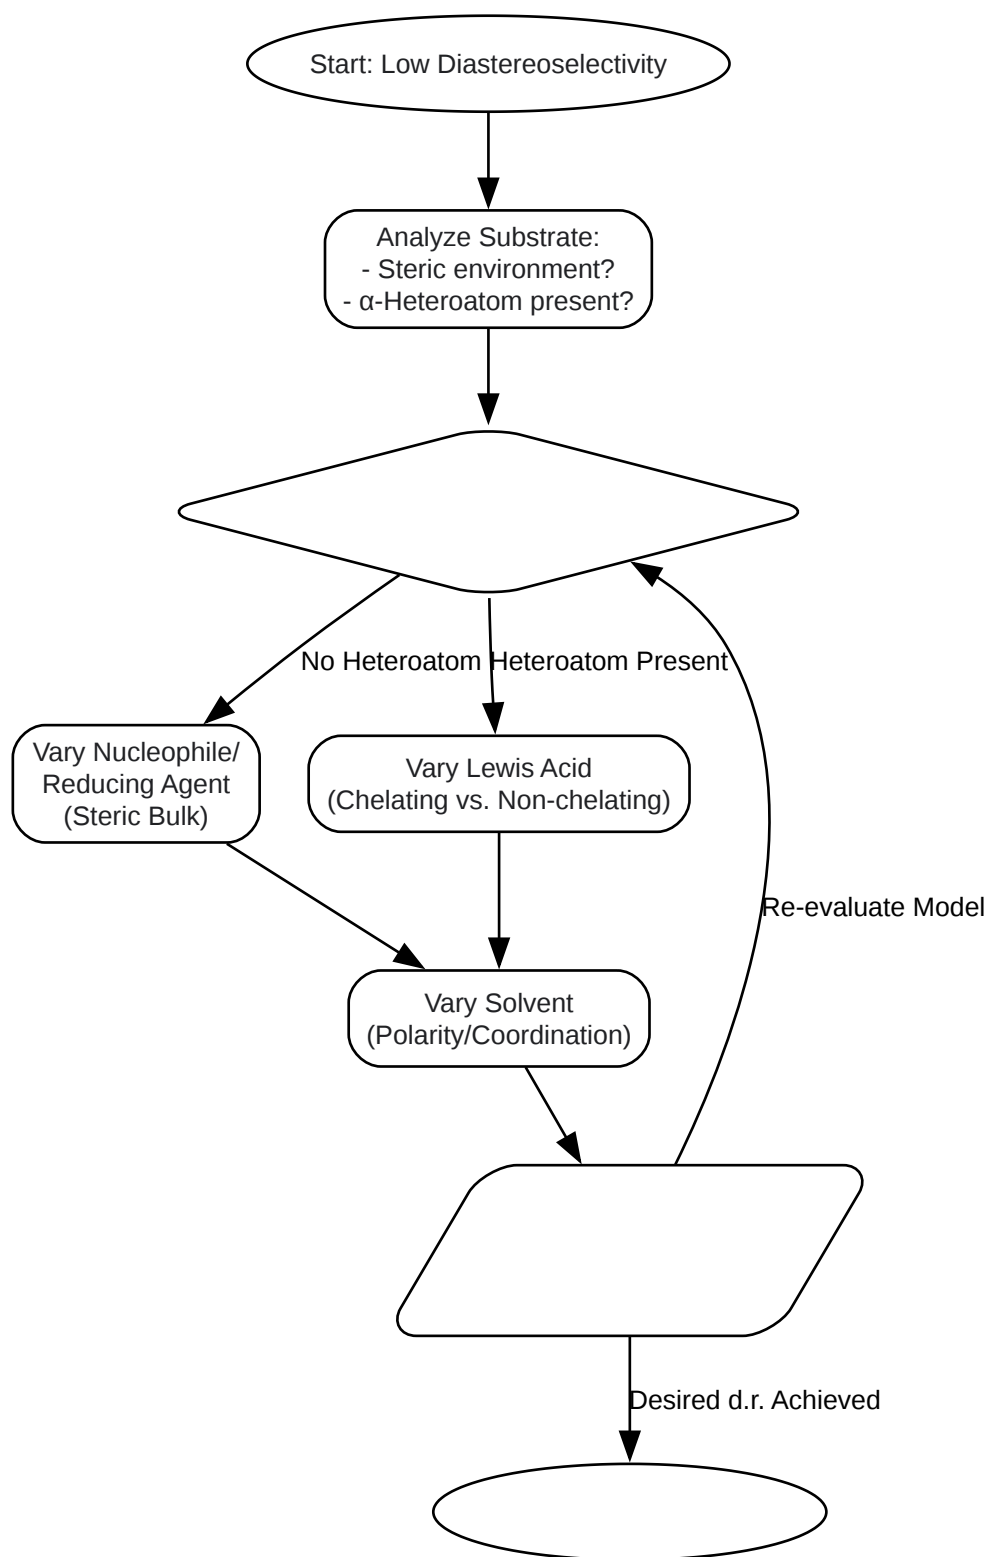 Start: Low Diastereoselectivity
Analyze Substrate:
- Steric environment?
- α-Heteroatom present?
No Heteroatom
Heteroatom Present
Vary Nucleophile/
Reducing Agent
(Steric Bulk)
Vary Lewis Acid
(Chelating vs. Non-chelating)
Re-evaluate Model
Vary Solvent
(Polarity/Coordination)
Desired d.r. Achieved